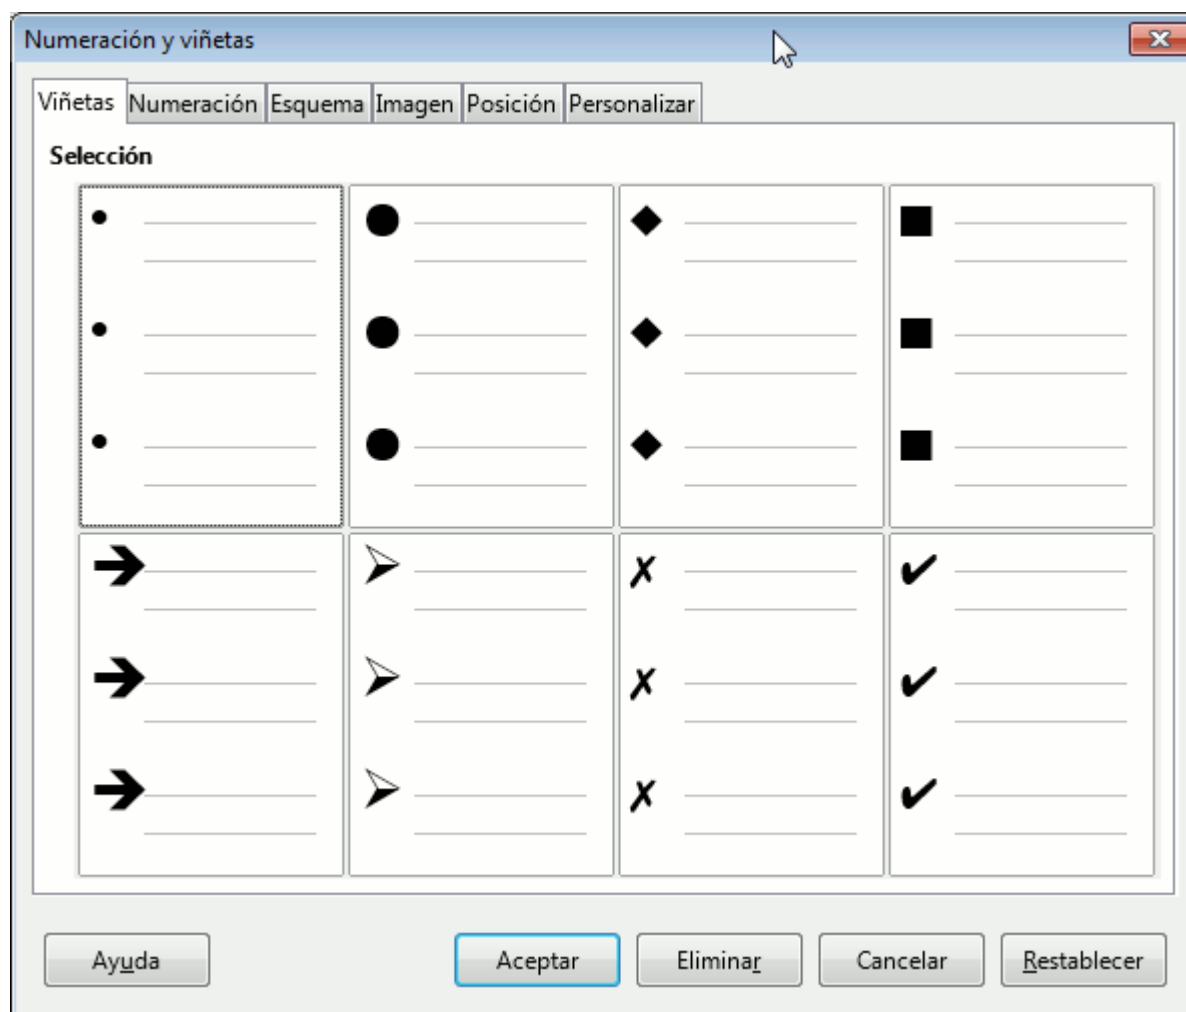 Numeración y viñetas
Viñetas Numeración Esquema Imagen Posición Personalizar
Selección
Ayuda Aceptar Eliminar Cancelar Restablecer